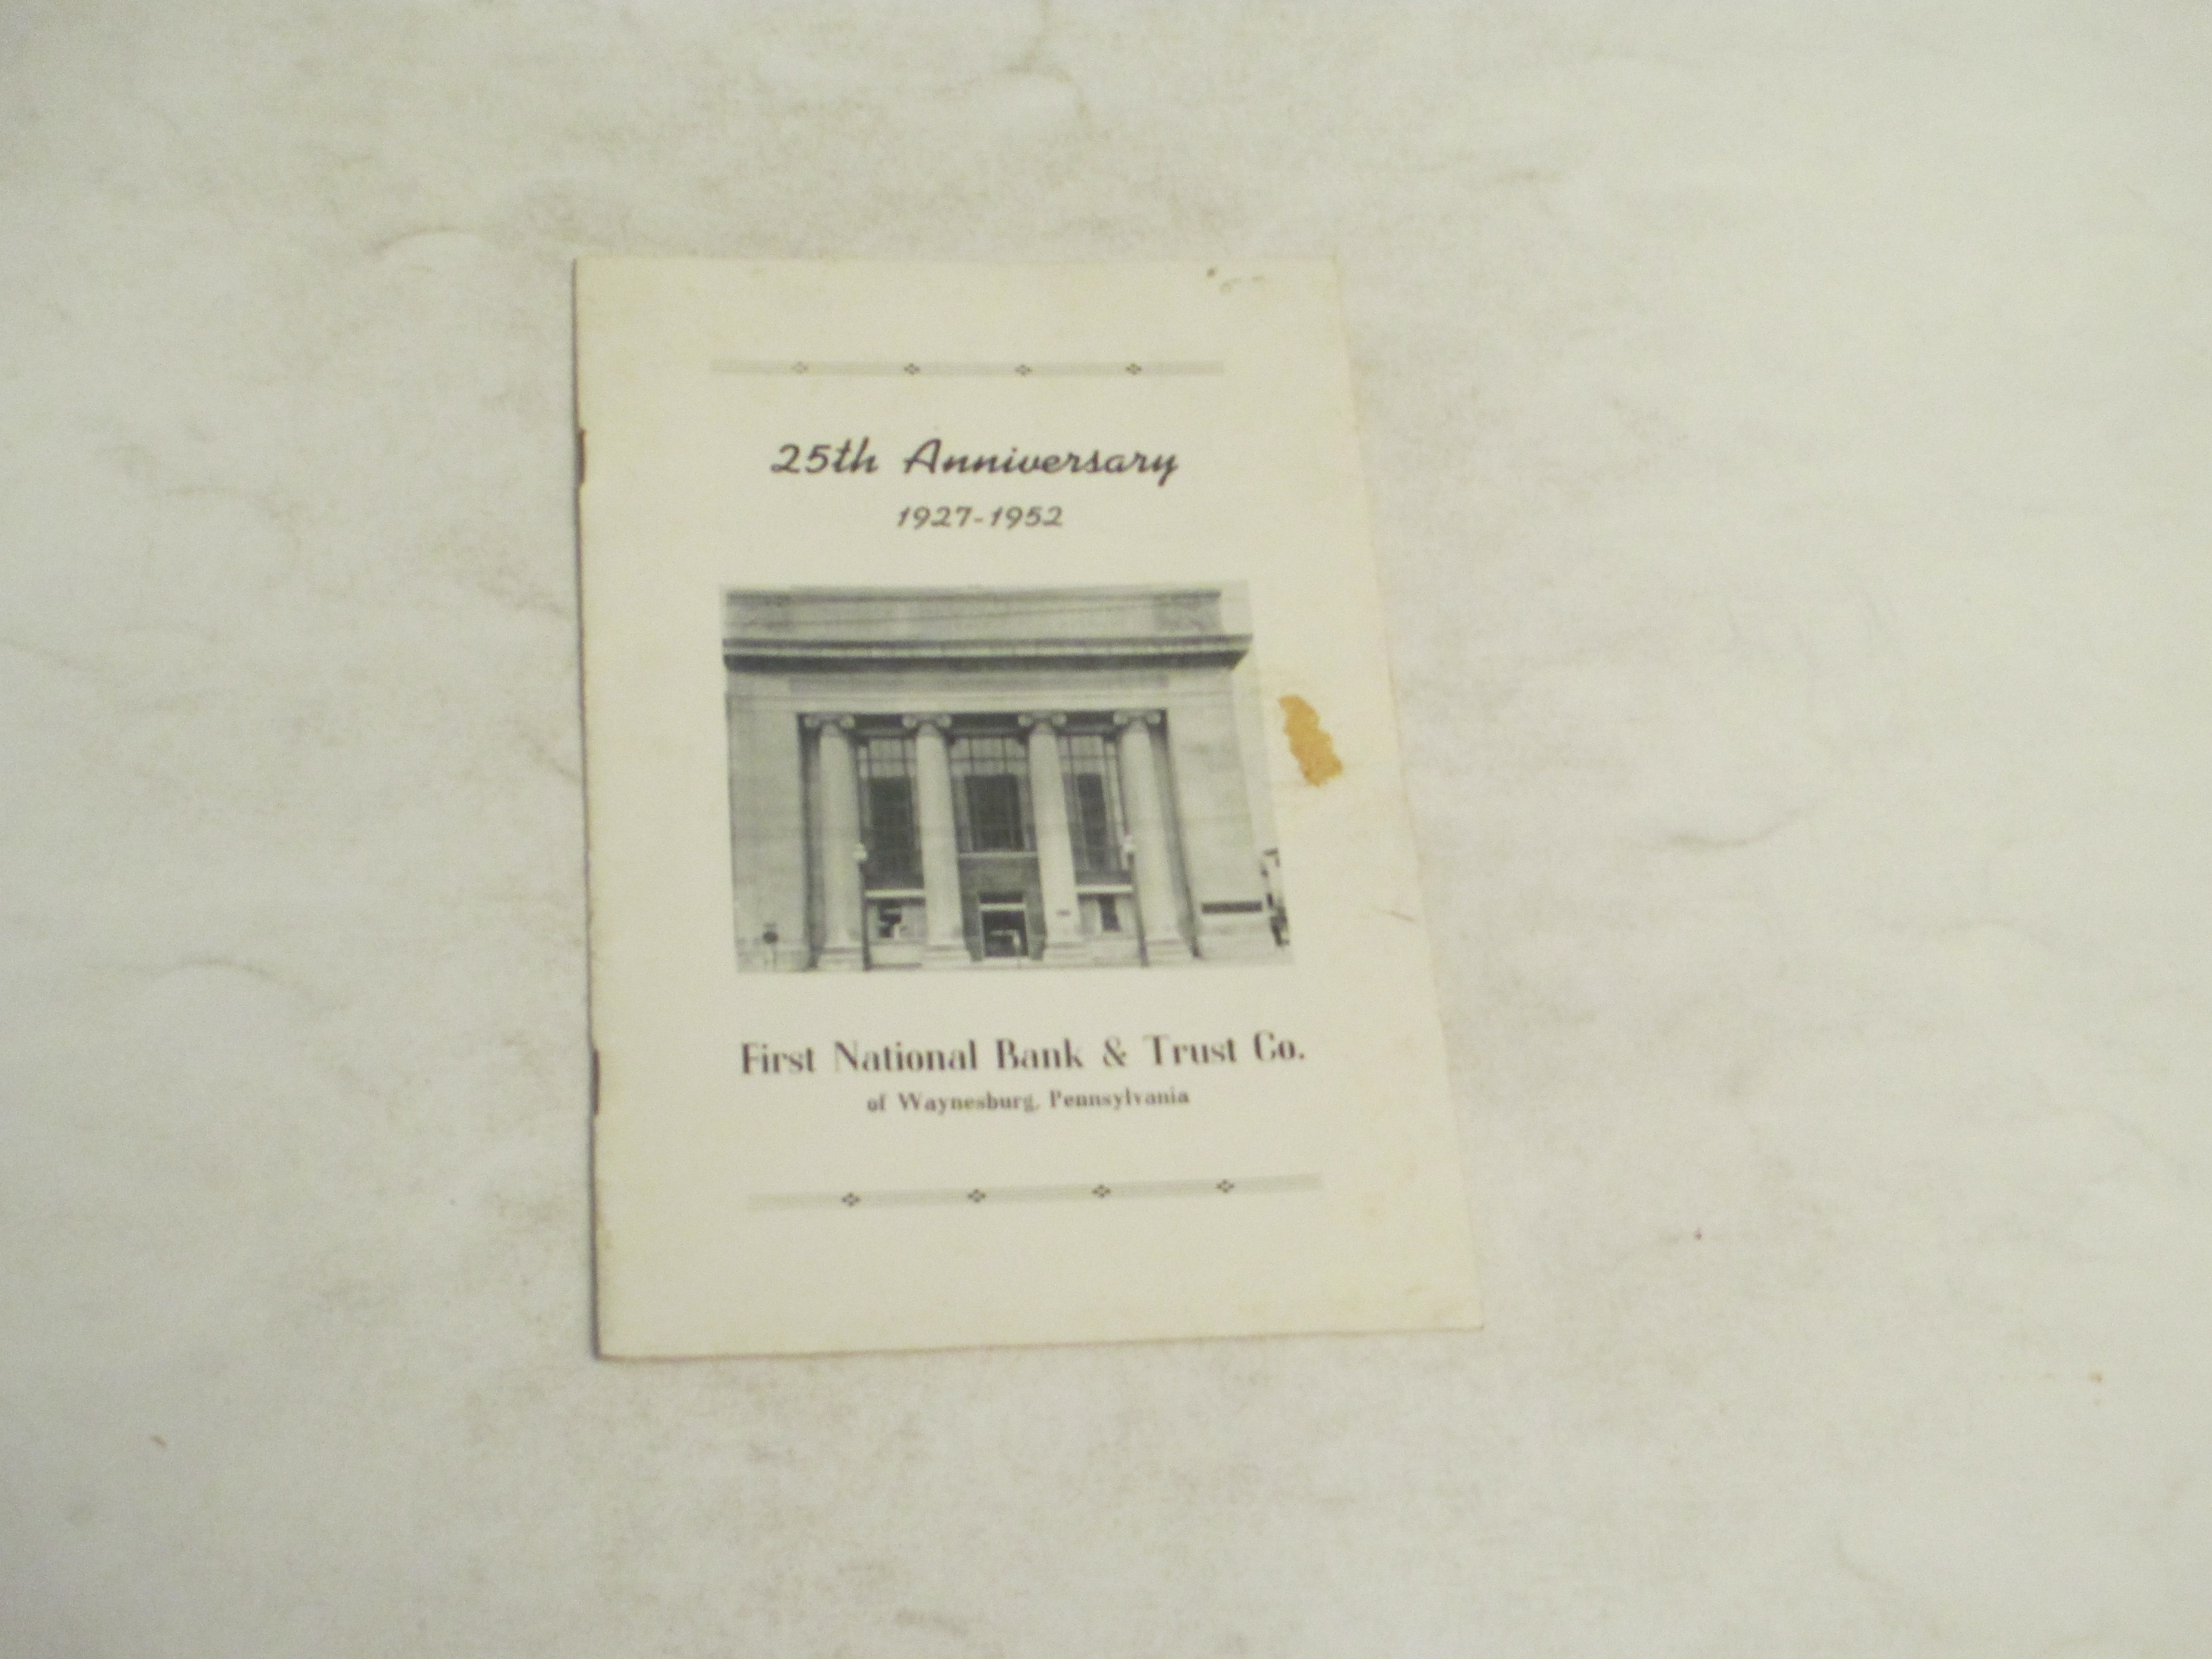 25th Anniversary
1927-1952
First National Bank & Trust Co.
of Waynesburg, Pennsylvania